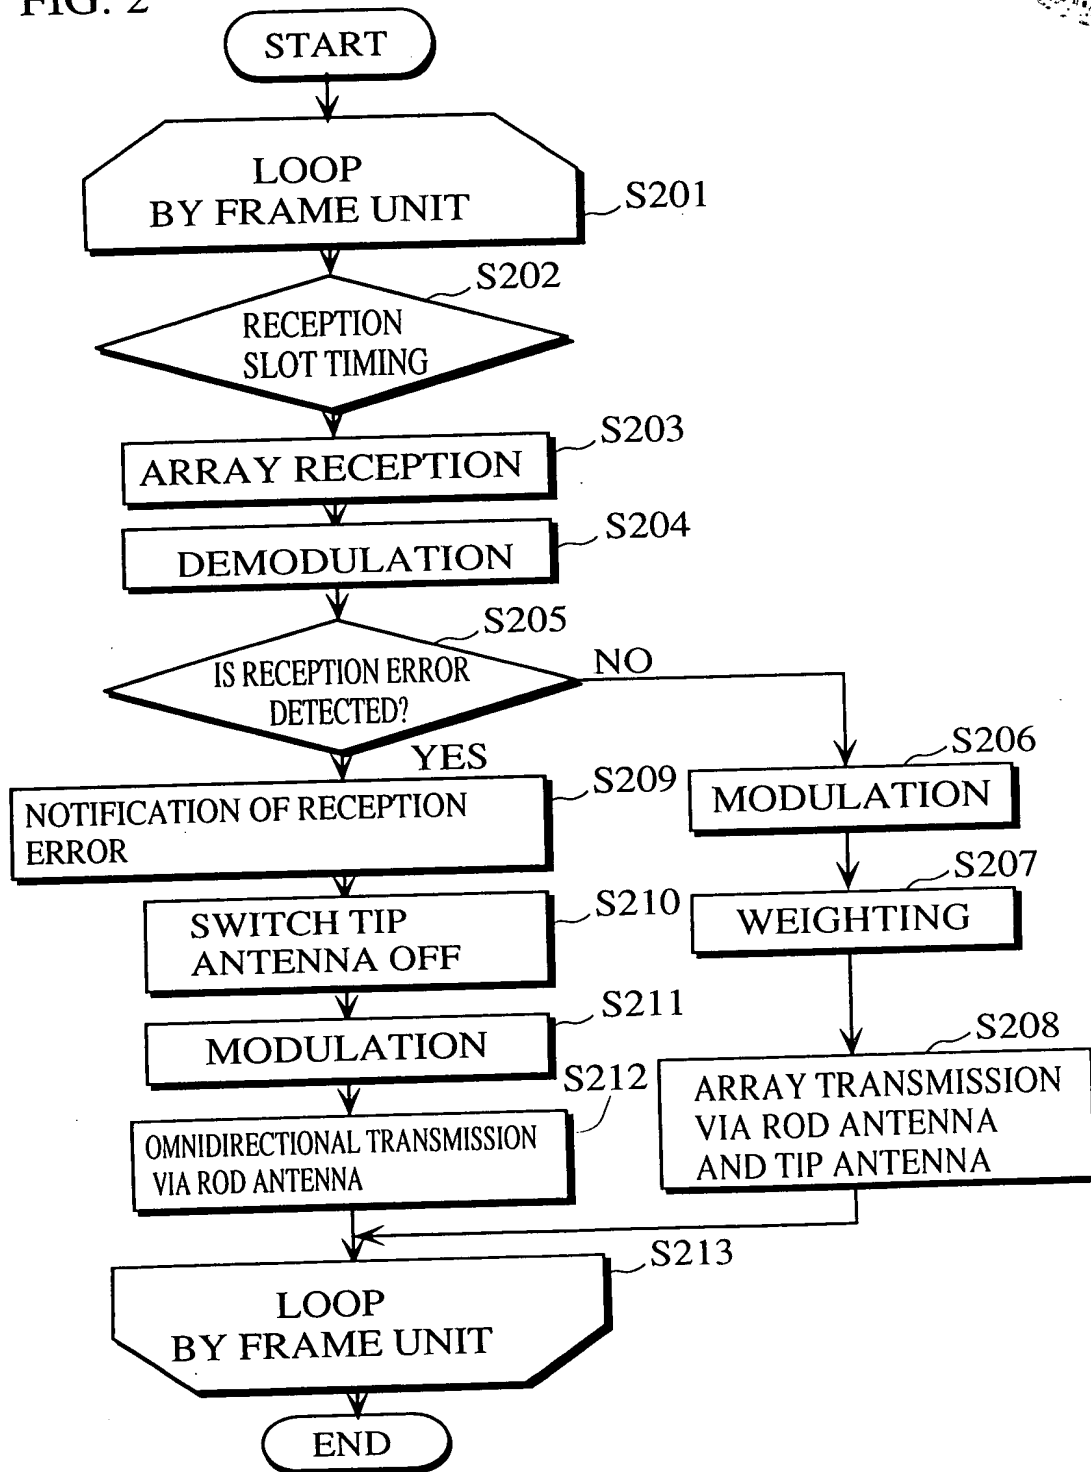 FIG. 2
START
LOOP
BY FRAME UNIT
S201
S202
RECEPTION
SLOT TIMING
S203
ARRAY RECEPTION
S204
DEMODULATION
S205
IS RECEPTION ERROR
DETECTED?
NO
YES
S206
MODULATION
S207
WEIGHTING
S208
ARRAY TRANSMISSION
VIA ROD ANTENNA
AND TIP ANTENNA
S209
NOTIFICATION OF RECEPTION
ERROR
S210
SWITCH TIP
ANTENNA OFF
S211
MODULATION
S212
OMNIDIRECTIONAL TRANSMISSION
VIA ROD ANTENNA
S213
LOOP
BY FRAME UNIT
END